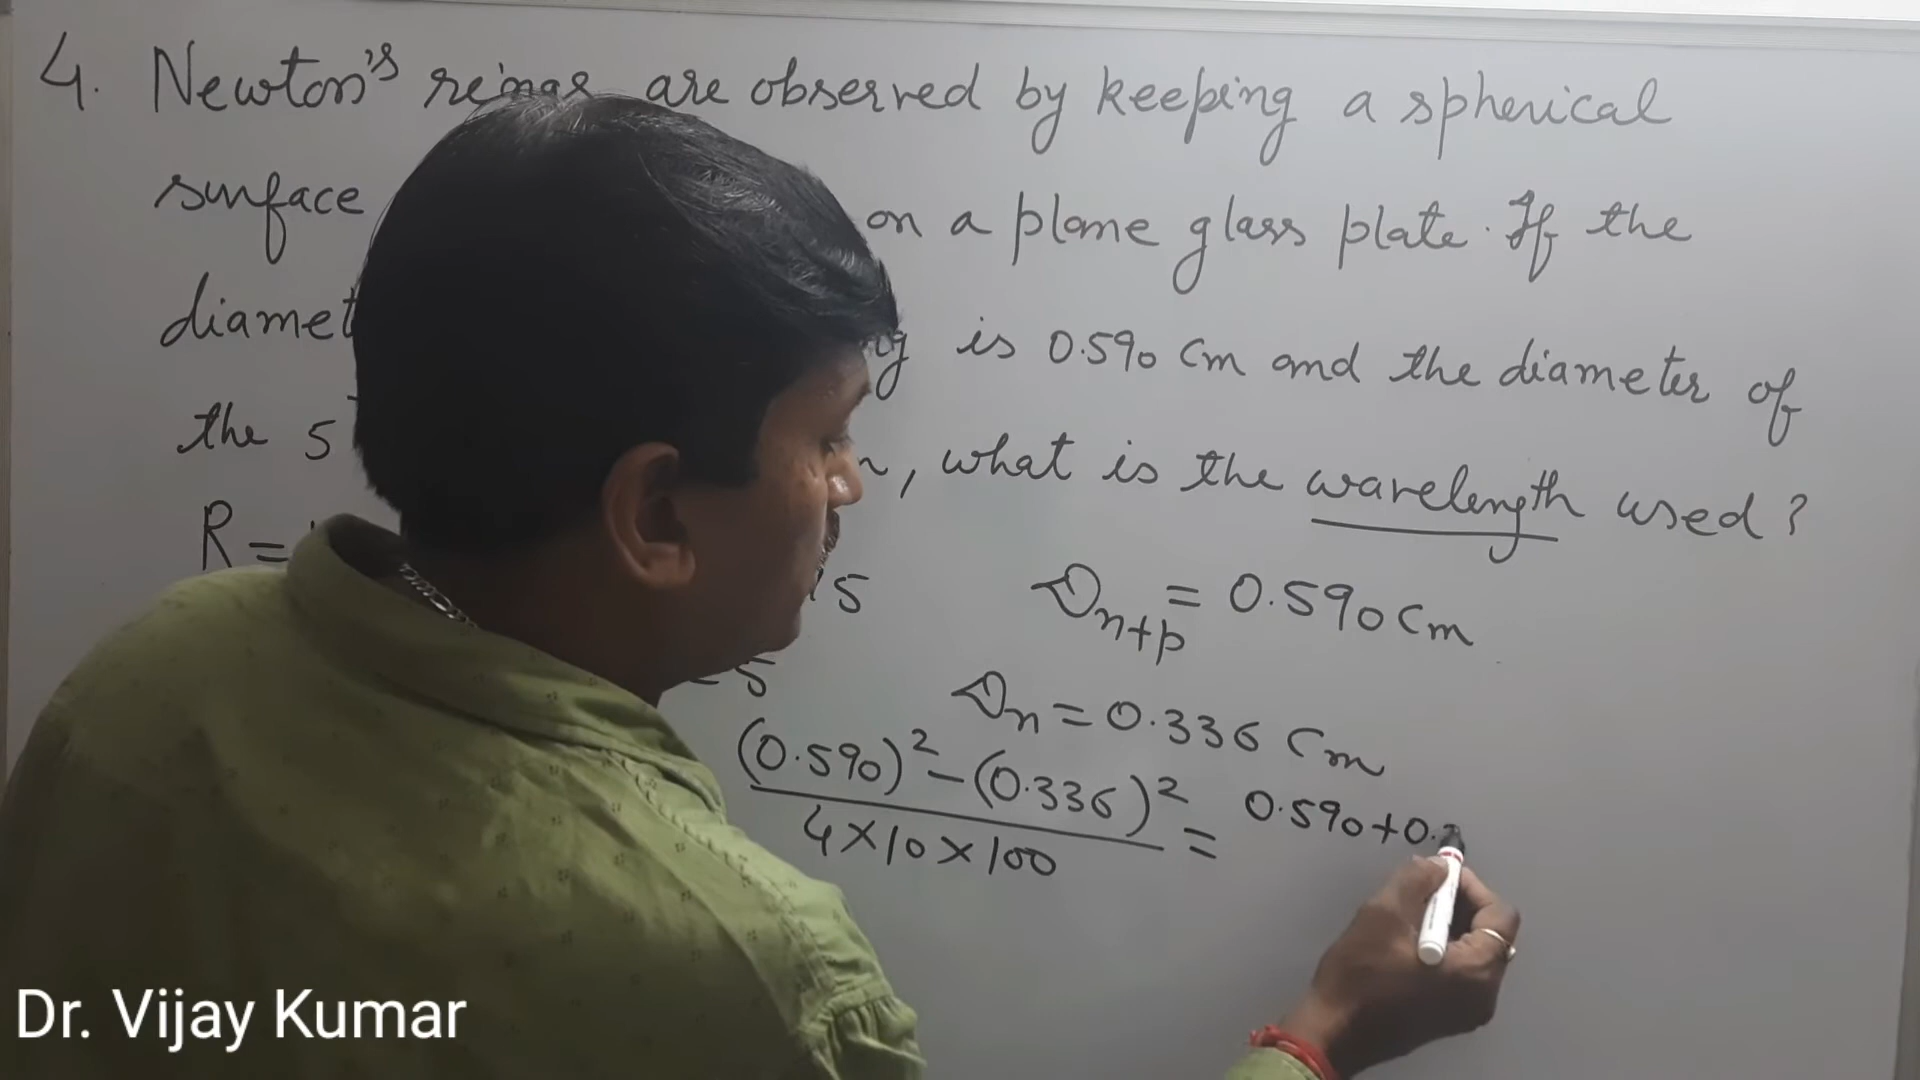 4. Newton's rings are observed by keeping a spherical
surface on a plane glass plate. If the
is 0.590 cm and the diameter of
the 5 , what is the wavelength used?
R = 15 Dn+p = 0.590 cm
= 5 Dn = 0.336 cm
(0.590)² - (0.336)² / 4×10×100 = 0.590+0.
Dr. Vijay Kumar